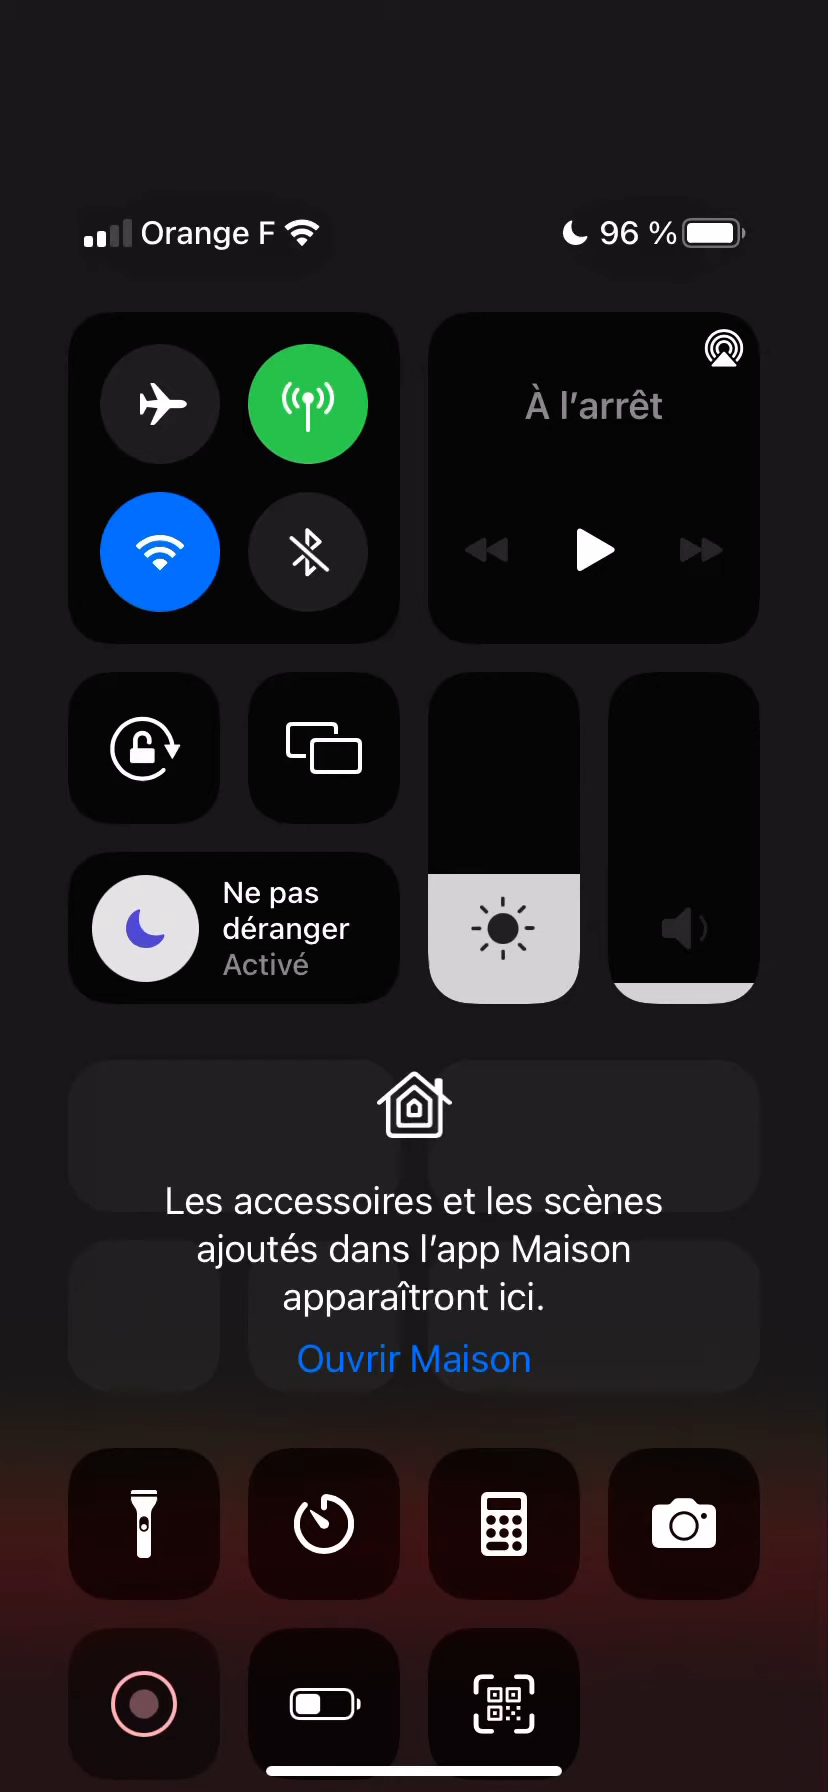 Orange F
96 %
À l’arrêt
Ne pas
déranger
Activé
Les accessoires et les scènes
ajoutés dans l’app Maison
apparaîtront ici.
Ouvrir Maison